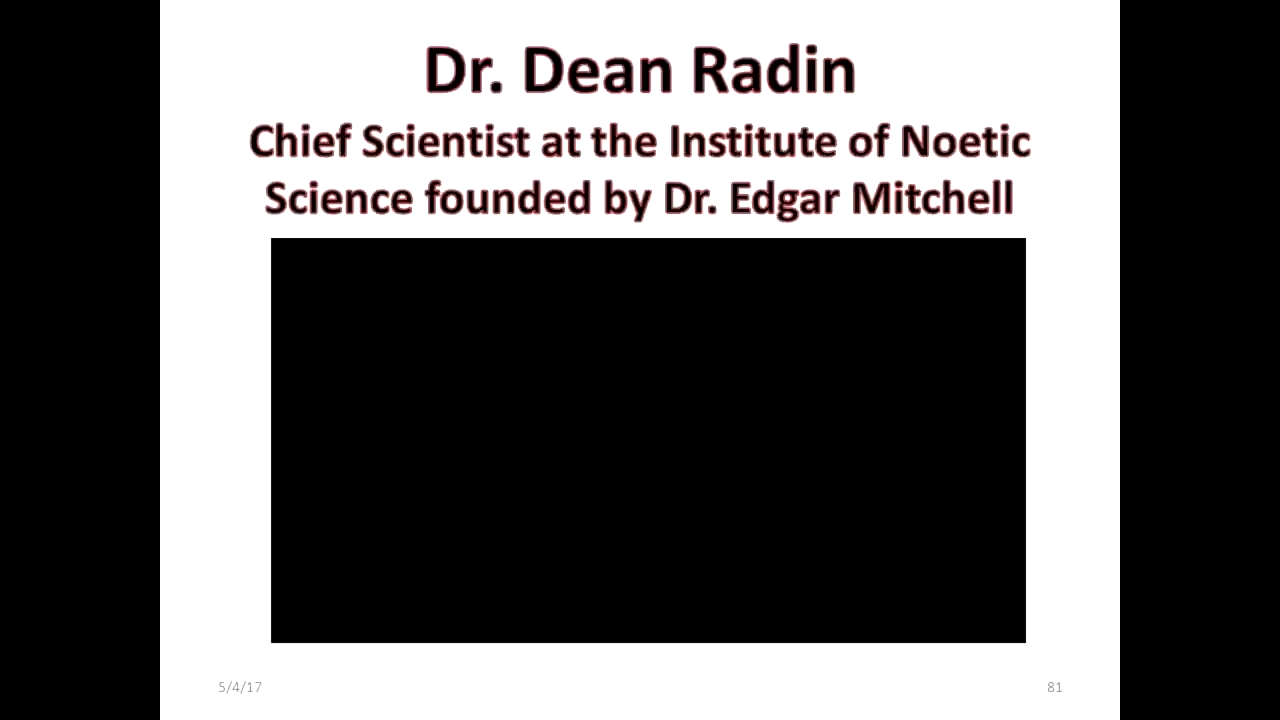 Dr. Dean Radin
Chief Scientist at the Institute of Noetic
Science founded by Dr. Edgar Mitchell
5/4/17
81